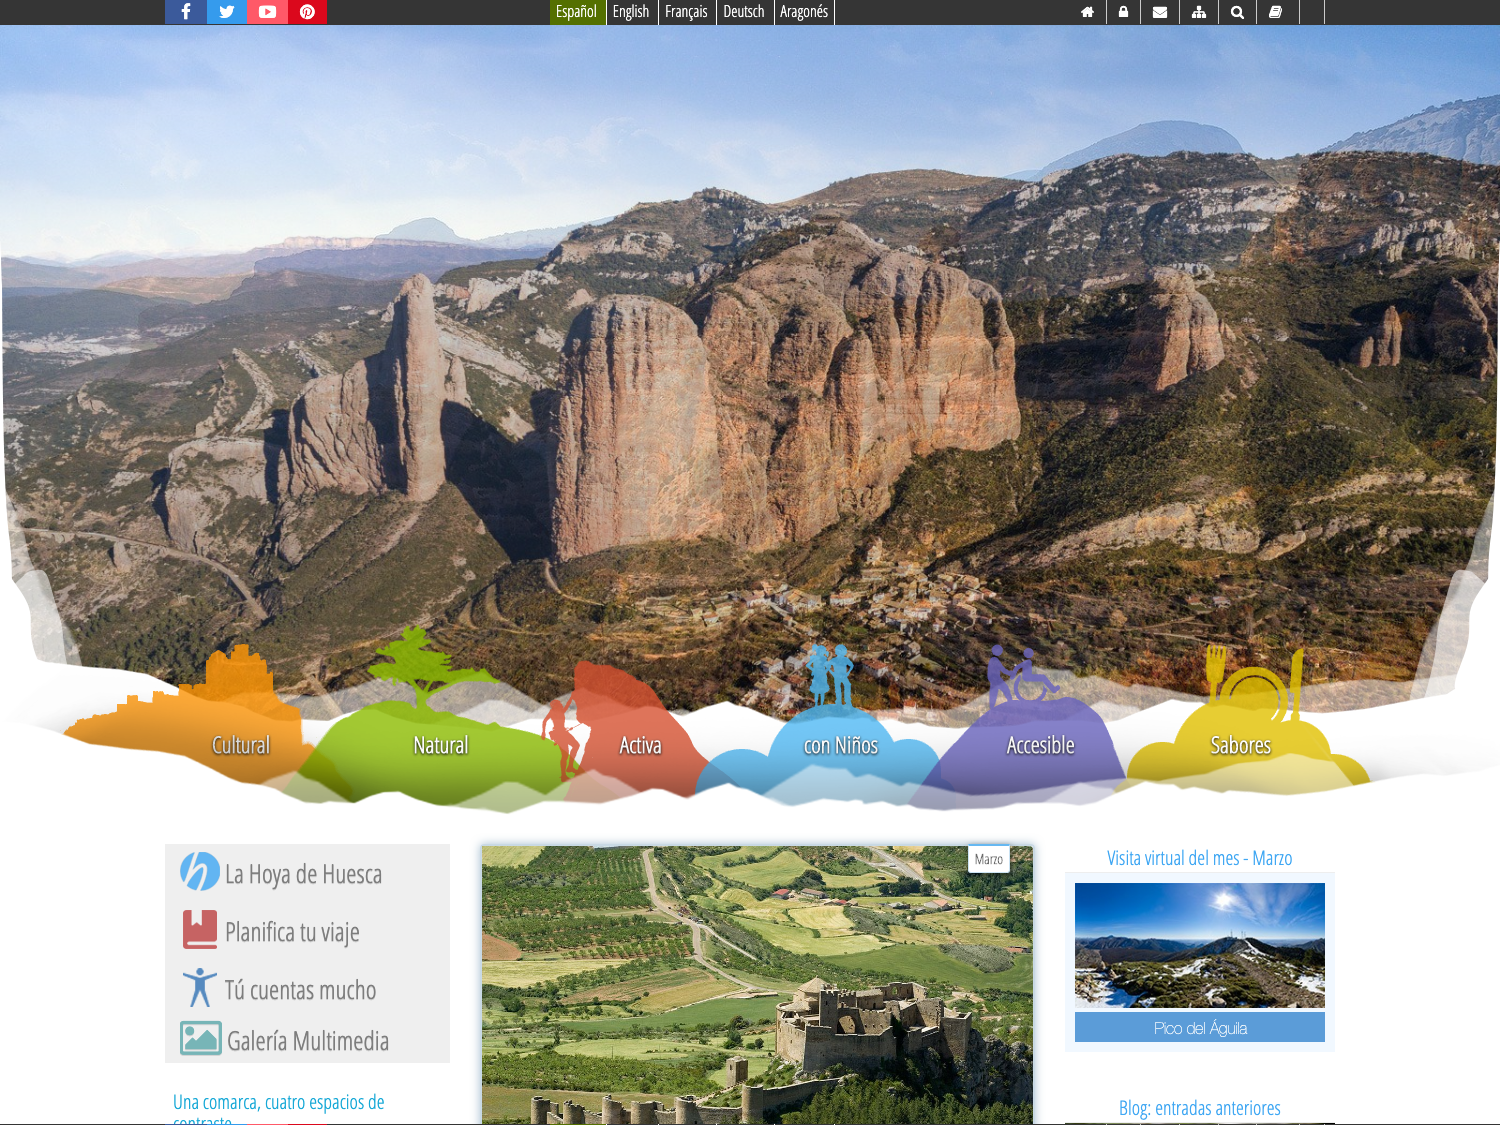 Español English Français Deutsch Aragonés
Cultural
Natural
Activa
con Niños
Accesible
Sabores
La Hoya de Huesca
Planifica tu viaje
Tú cuentas mucho
Galería Multimedia
Una comarca, cuatro espacios de
contraste
Marzo
Visita virtual del mes - Marzo
Pico del Águila
Blog: entradas anteriores